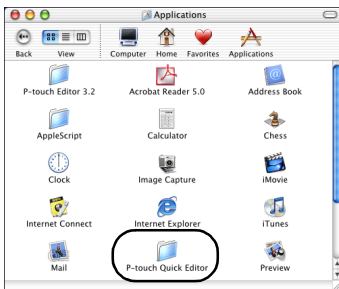 Applications
Back View Computer Home Favorites Applications
P-touch Editor 3.2 Acrobat Reader 5.0 Address Book
AppleScript Calculator Chess
Clock Image Capture iMovie
Internet Connect Internet Explorer iTunes
Mail P-touch Quick Editor Preview